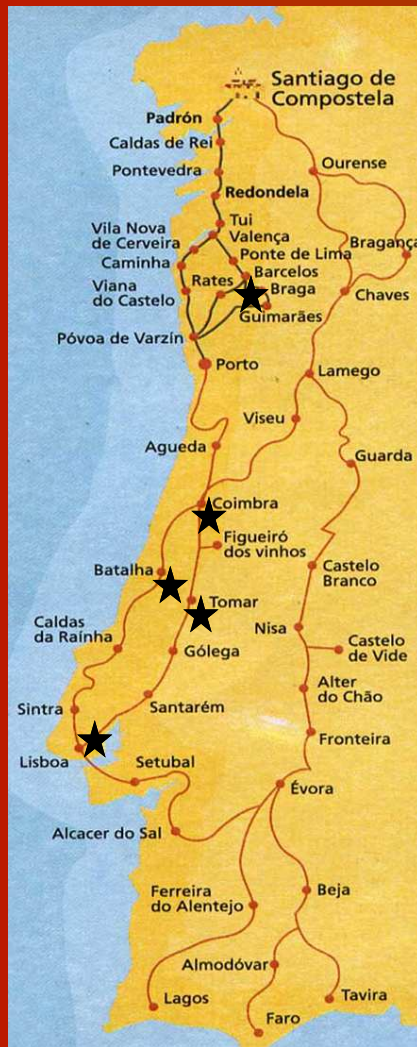 Santiago de
Compostela
Padrón
Caldas de Rei
Ourense
Pontevedra
Redondela
Tui
Vila Nova
de Cerveira
Valença
Bragança
Ponte de Lima
Caminha
Barcelos
Rates
Braga
Viana
do Castelo
Chaves
Guimarães
Póvoa de Varzín
Porto
Lamego
Viseu
Agueda
Guarda
Coimbra
Figueiró
dos vinhos
Batalha
Castelo
Branco
Tomar
Caldas
da Raínha
Nisa
Castelo
de Vide
Gólega
Alter
do Chão
Santarém
Sintra
Fronteira
Lisboa
Setubal
Évora
Alcacer do Sal
Ferreira
do Alentejo
Beja
Almodóvar
Lagos
Tavira
Faro